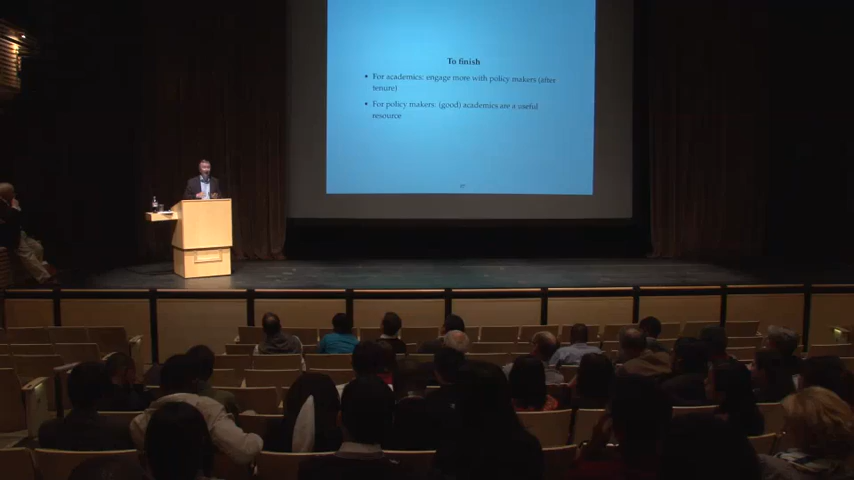 To finish
• For academics: engage more with policy makers (after
tenure)
• For policy makers: (good) academics are a useful
resource